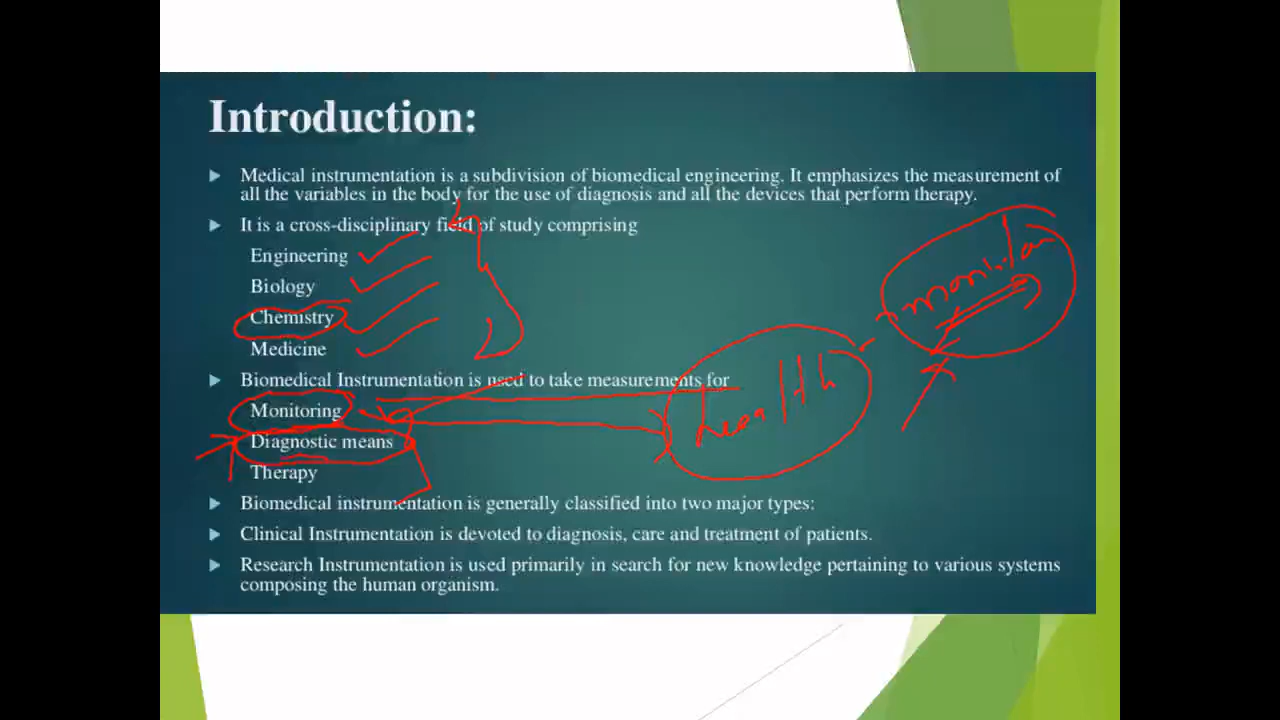 Introduction:
Medical instrumentation is a subdivision of biomedical engineering. It emphasizes the measurement of
all the variables in the body for the use of diagnosis and all the devices that perform therapy.
It is a cross-disciplinary field of study comprising
Engineering
Biology
Chemistry
Medicine
Biomedical Instrumentation is used to take measurements for
Monitoring
Diagnostic means
Therapy
Biomedical instrumentation is generally classified into two major types:
Clinical Instrumentation is devoted to diagnosis, care and treatment of patients.
Research Instrumentation is used primarily in search for new knowledge pertaining to various systems
composing the human organism.
health